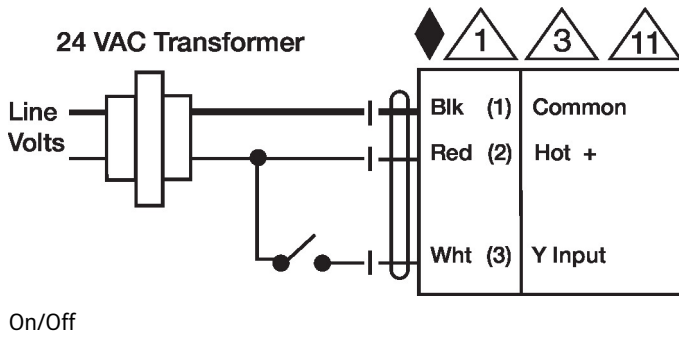 24 VAC Transformer
1 3 11
Line
Volts
Blk (1) Common
Red (2) Hot +
Wht (3) Y Input
On/Off